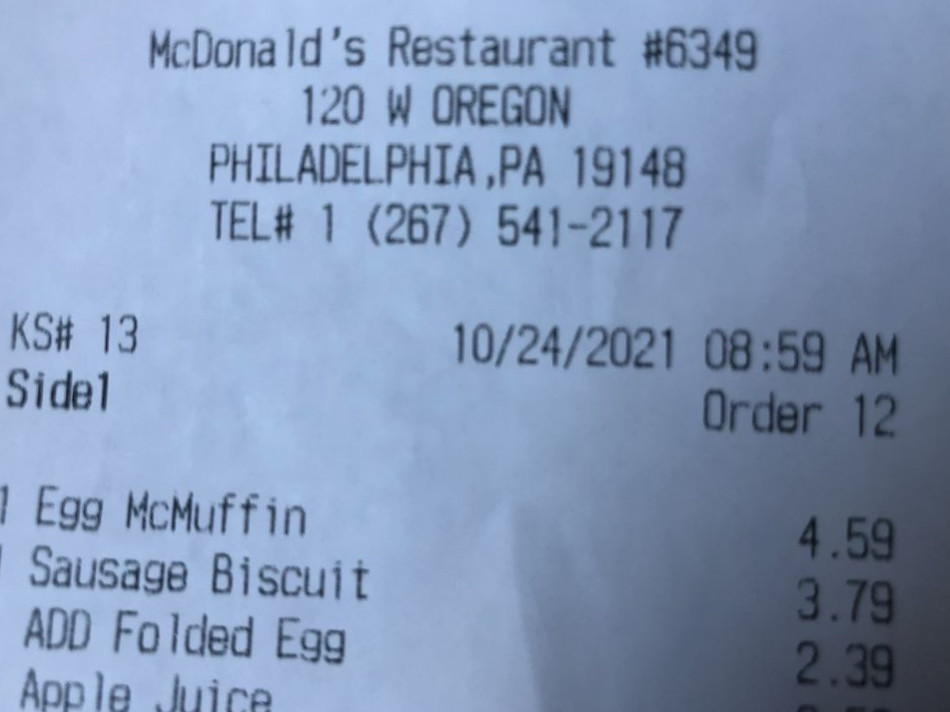 McDonald's Restaurant #6349
120 W OREGON
PHILADELPHIA,PA 19148
TEL# 1 (267) 541-2117
KS# 13 10/24/2021 08:59 AM
Side1 Order 12
1 Egg McMuffin 4.59
Sausage Biscuit 3.79
ADD Folded Egg 2.39
Apple Juice